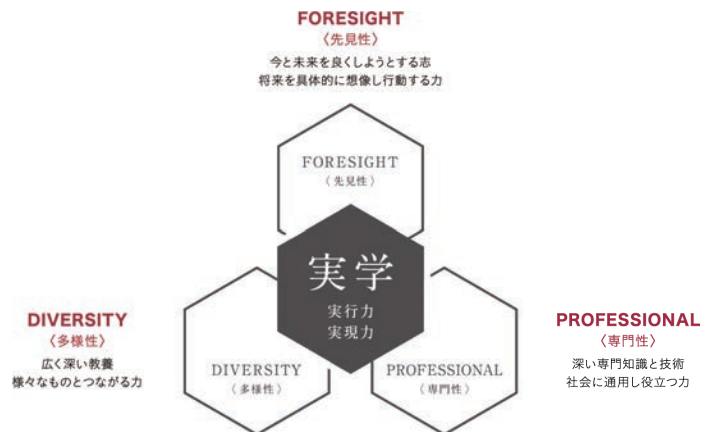 FORESIGHT
〈先見性〉
今と未来を良くしようとする志
将来を具体的に想像し行動する力
FORESIGHT
〈先見性〉
実学
実行力
実現力
DIVERSITY
〈多様性〉
広く深い教養
様々なものとつながる力
DIVERSITY
〈多様性〉
PROFESSIONAL
〈専門性〉
PROFESSIONAL
〈専門性〉
深い専門知識と技術
社会に通用し役立つ力